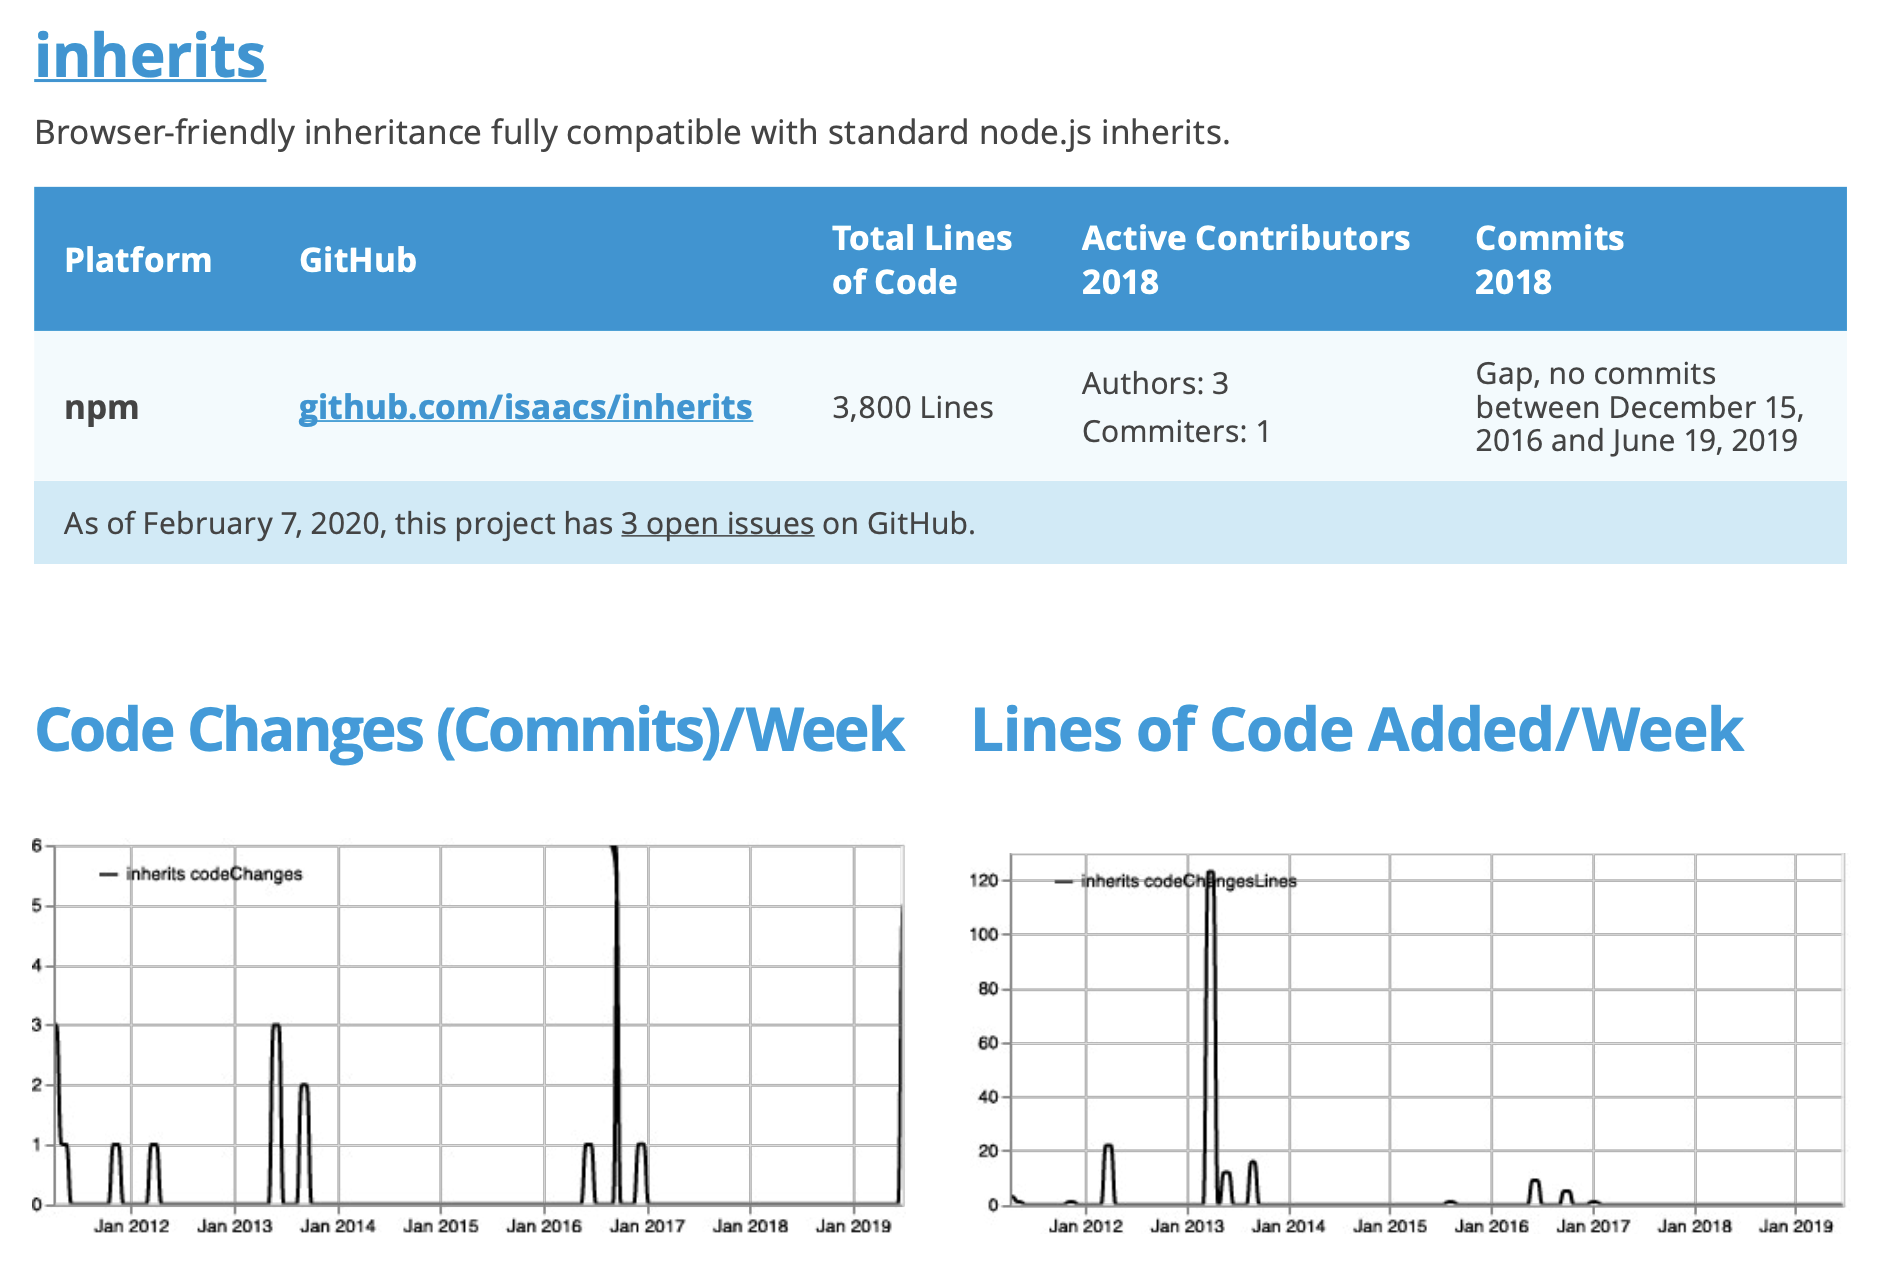 inherits
Browser-friendly inheritance fully compatible with standard node.js inherits.
Platform
GitHub
Total Lines
of Code
Active Contributors
2018
Commits
2018
npm
github.com/isaacs/inherits
3,800 Lines
Authors: 3
Commiters: 1
Gap, no commits
between December 15,
2016 and June 19, 2019
As of February 7, 2020, this project has 3 open issues on GitHub.
Code Changes (Commits)/Week
6
5
4
3
2
1
0
inherits codeChanges
Jan 2012 Jan 2013 Jan 2014 Jan 2015 Jan 2016 Jan 2017 Jan 2018 Jan 2019
Lines of Code Added/Week
120
100
80
60
40
20
0
inherits codeChangesLines
Jan 2012 Jan 2013 Jan 2014 Jan 2015 Jan 2016 Jan 2017 Jan 2018 Jan 2019